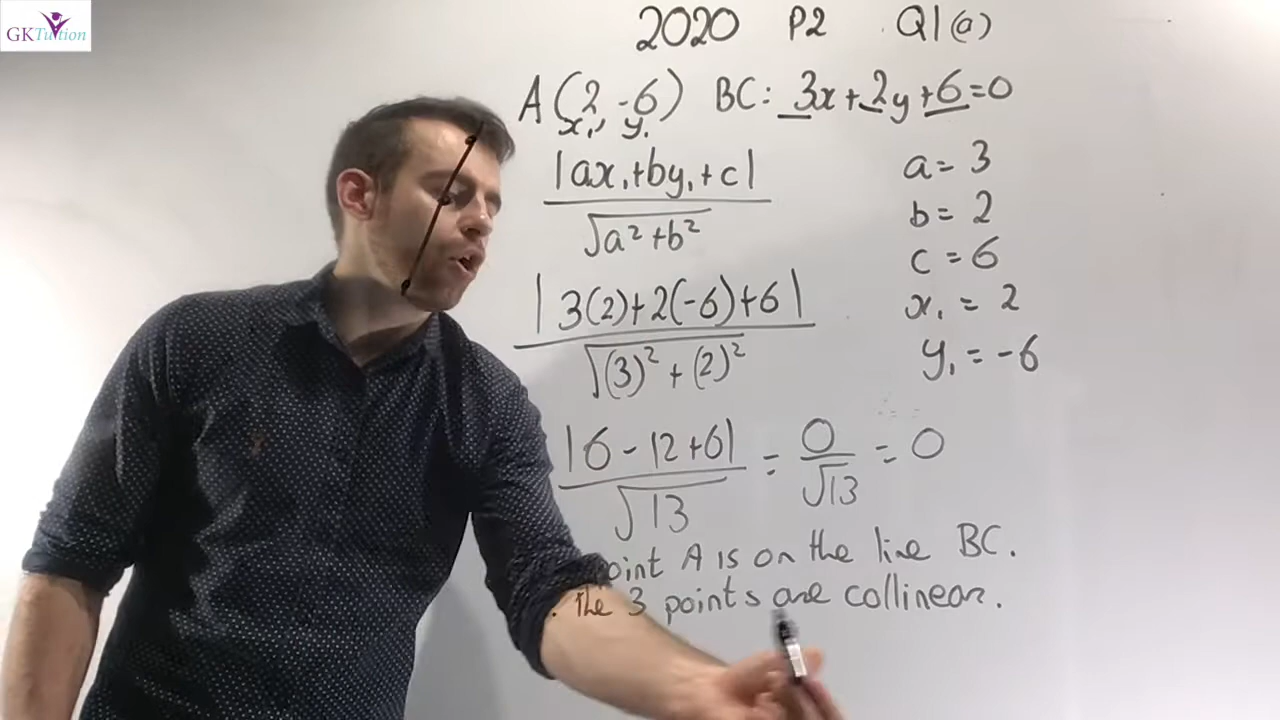 GKTuition
2020 P2 Q1(a)
A(2,-6) BC: 3x+2y+6=0
x₁ y₁
|ax₁+by₁+c|
√a²+b²
a=3
b=2
c=6
x₁=2
y₁=-6
|3(2)+2(-6)+6|
√(3)²+(2)²
|6-12+6| = 0 = 0
√13 √13
A is on the line BC.
the 3 points are collinear.